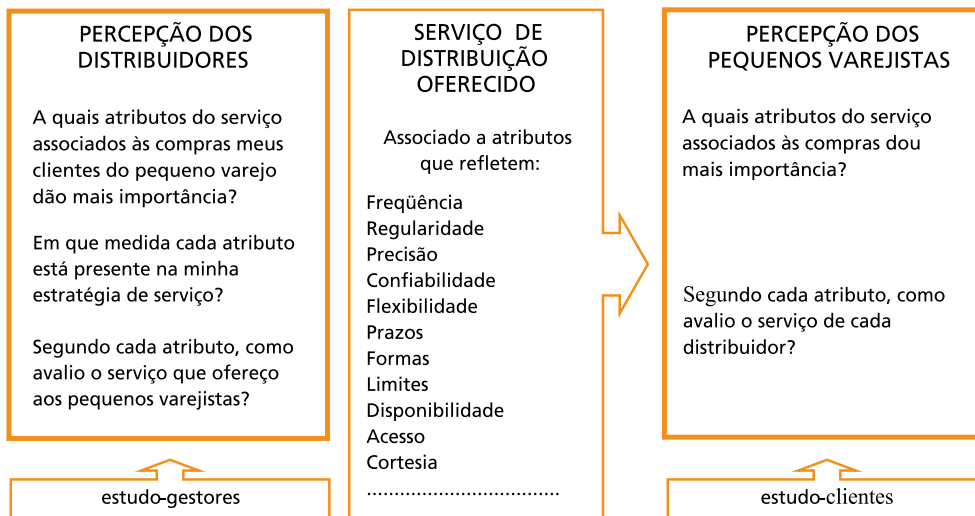 PERCEPÇÃO DOS
DISTRIBUIDORES
A quais atributos do serviço
associados às compras meus
clientes do pequeno varejo
dão mais importância?
Em que medida cada atributo
está presente na minha
estratégia de serviço?
Segundo cada atributo, como
avalio o serviço que ofereço
aos pequenos varejistas?
estudo-gestores
SERVIÇO DE
DISTRIBUIÇÃO
OFERECIDO
Associado a atributos
que refletem:
Freqüência
Regularidade
Precisão
Confiabilidade
Flexibilidade
Prazos
Formas
Limites
Disponibilidade
Acesso
Cortesia
..................................
PERCEPÇÃO DOS
PEQUENOS VAREJISTAS
A quais atributos do serviço
associados às compras dou
mais importância?
Segundo cada atributo, como
avalio o serviço de cada
distribuidor?
estudo-clientes